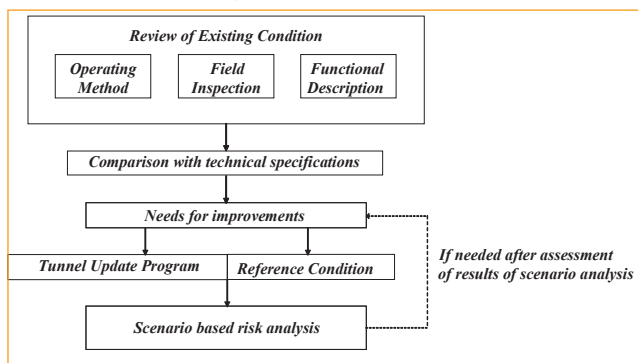 Review of Existing Condition
Operating
Method
Field
Inspection
Functional
Description
Comparison with technical specifications
Needs for improvements
Tunnel Update Program
Reference Condition
If needed after assessment
of results of scenario analysis
Scenario based risk analysis